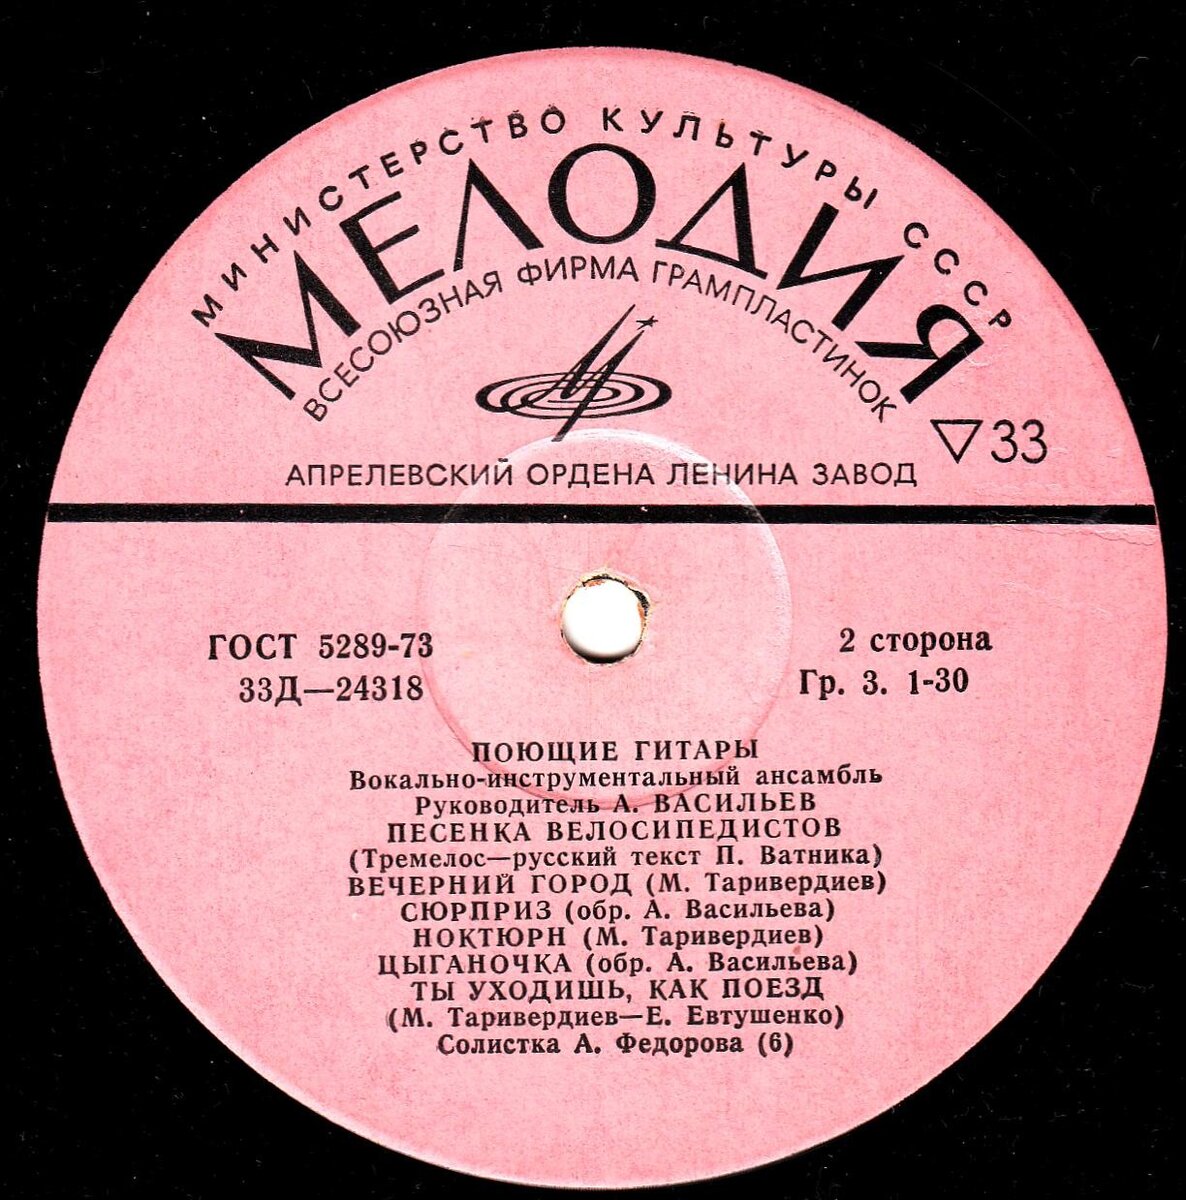 МИНИСТЕРСТВО КУЛЬТУРЫ СССР
МЕЛОДИЯ
ВСЕСОЮЗНАЯ ФИРМА ГРАМПЛАСТИНОК
▽33
АПРЕЛЕВСКИЙ ОРДЕНА ЛЕНИНА ЗАВОД
ГОСТ 5289-73
33Д—24318
2 сторона
Гр. 3. 1-30
ПОЮЩИЕ ГИТАРЫ
Вокально-инструментальный ансамбль
Руководитель А. ВАСИЛЬЕВ
ПЕСЕНКА ВЕЛОСИПЕДИСТОВ
(Тремелос—русский текст П. Ватника)
ВЕЧЕРНИЙ ГОРОД (М. Таривердиев)
СЮРПРИЗ (обр. А. Васильева)
НОКТЮРН (М. Таривердиев)
ЦЫГАНОЧКА (обр. А. Васильева)
ТЫ УХОДИШЬ, КАК ПОЕЗД
(М. Таривердиев—Е. Евтушенко)
Солистка А. Федорова (6)